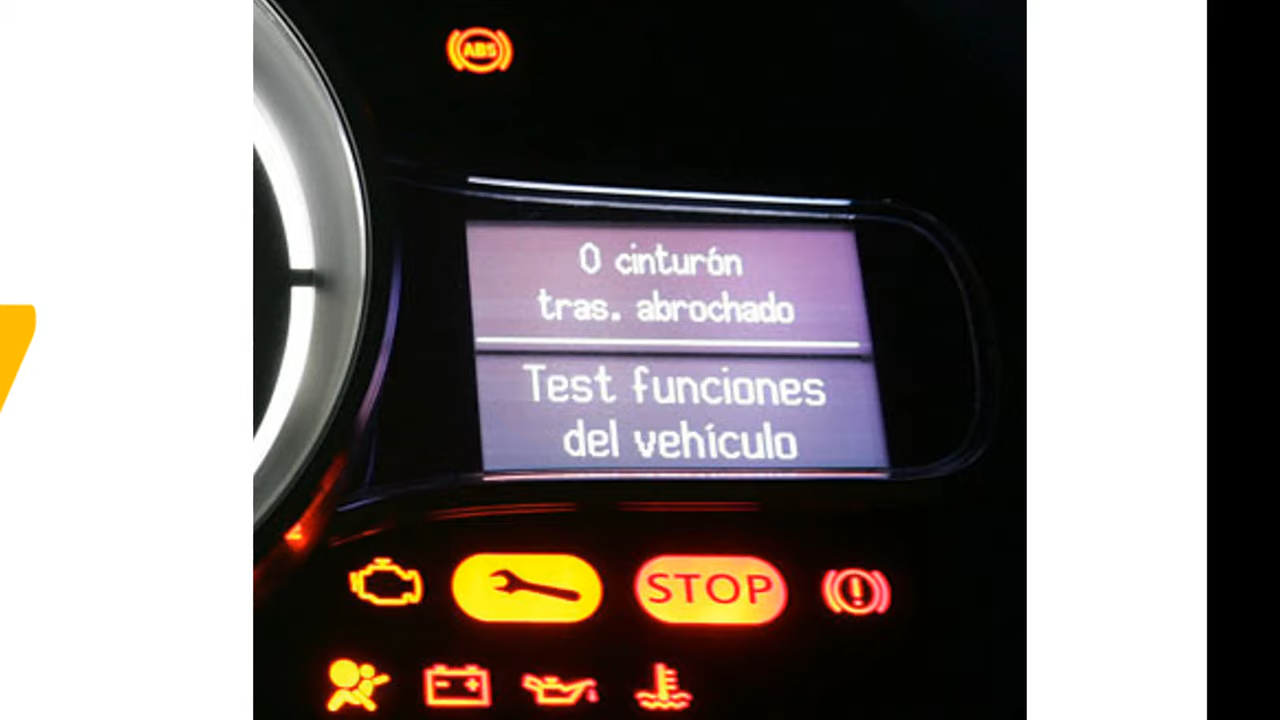 ABS
0 cinturón
tras. abrochado
Test funciones
del vehículo
STOP